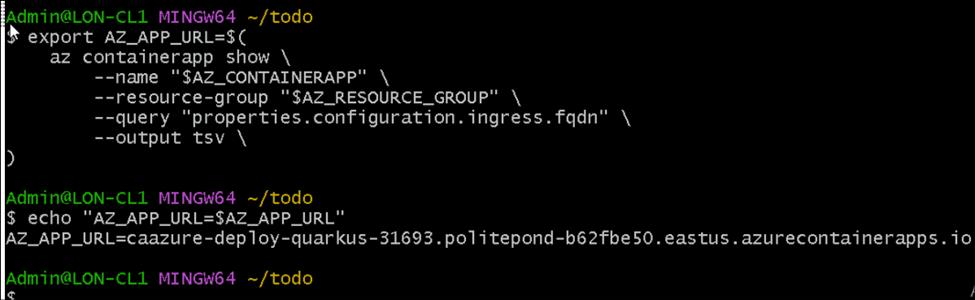 Admin@LON-CL1 MINGW64 ~/todo
$ export AZ_APP_URL=$(
    az containerapp show \
        --name "$AZ_CONTAINERAPP" \
        --resource-group "$AZ_RESOURCE_GROUP" \
        --query "properties.configuration.ingress.fqdn" \
        --output tsv \
)
Admin@LON-CL1 MINGW64 ~/todo
$ echo "AZ_APP_URL=$AZ_APP_URL"
AZ_APP_URL=caazure-deploy-quarkus-31693.politepond-b62fbe50.eastus.azurecontainerapps.io
Admin@LON-CL1 MINGW64 ~/todo
$